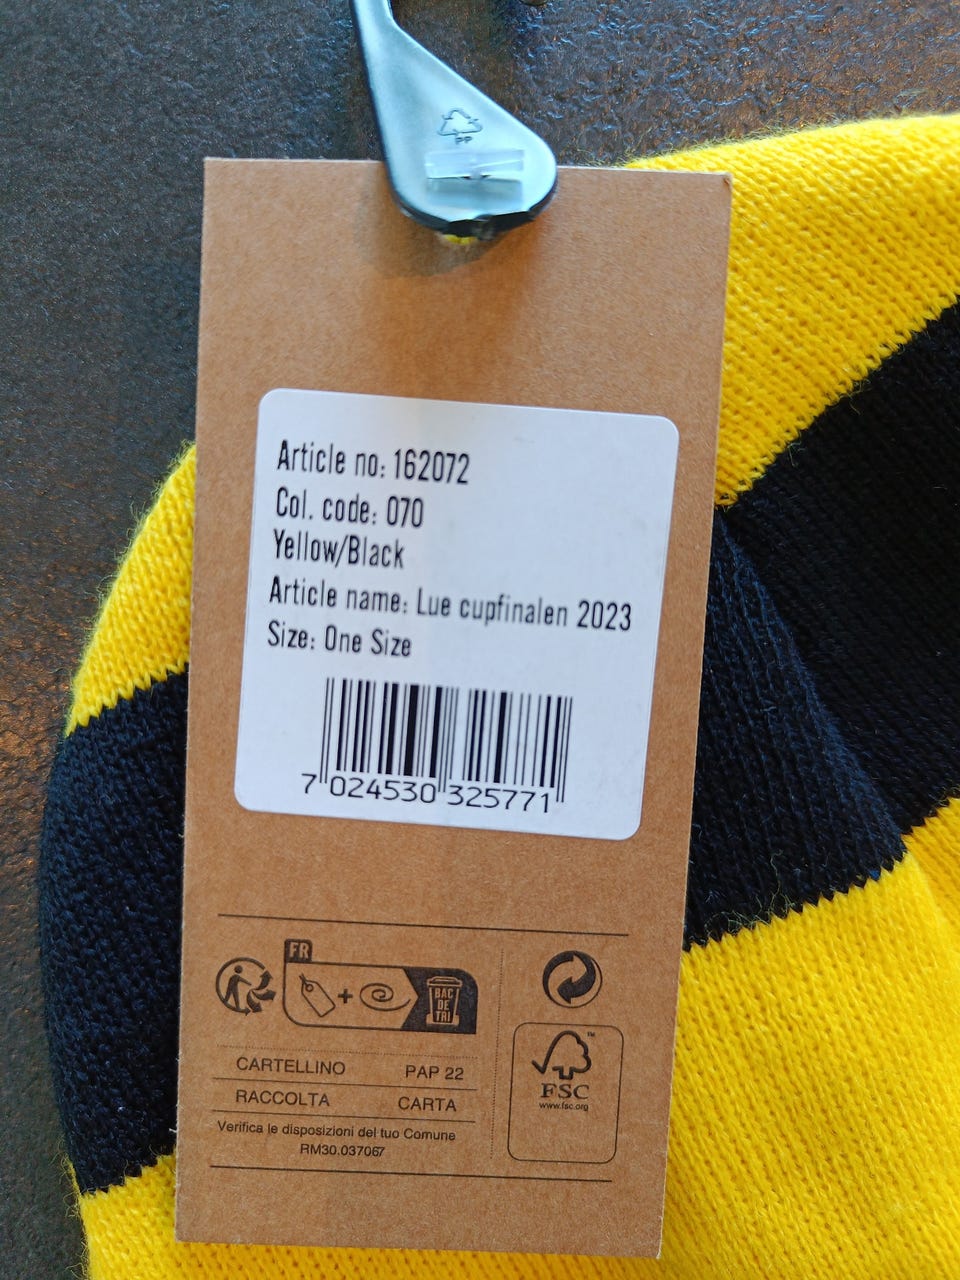 PP
Article no: 162072
Col. code: 070
Yellow/Black
Article name: Lue cupfinalen 2023
Size: One Size
7 024530 325771
FR
BAC
DE
TRI
CARTELLINO PAP 22
RACCOLTA CARTA
Verifica le disposizioni del tuo Comune
RM30.037067
FSC™
www.fsc.org